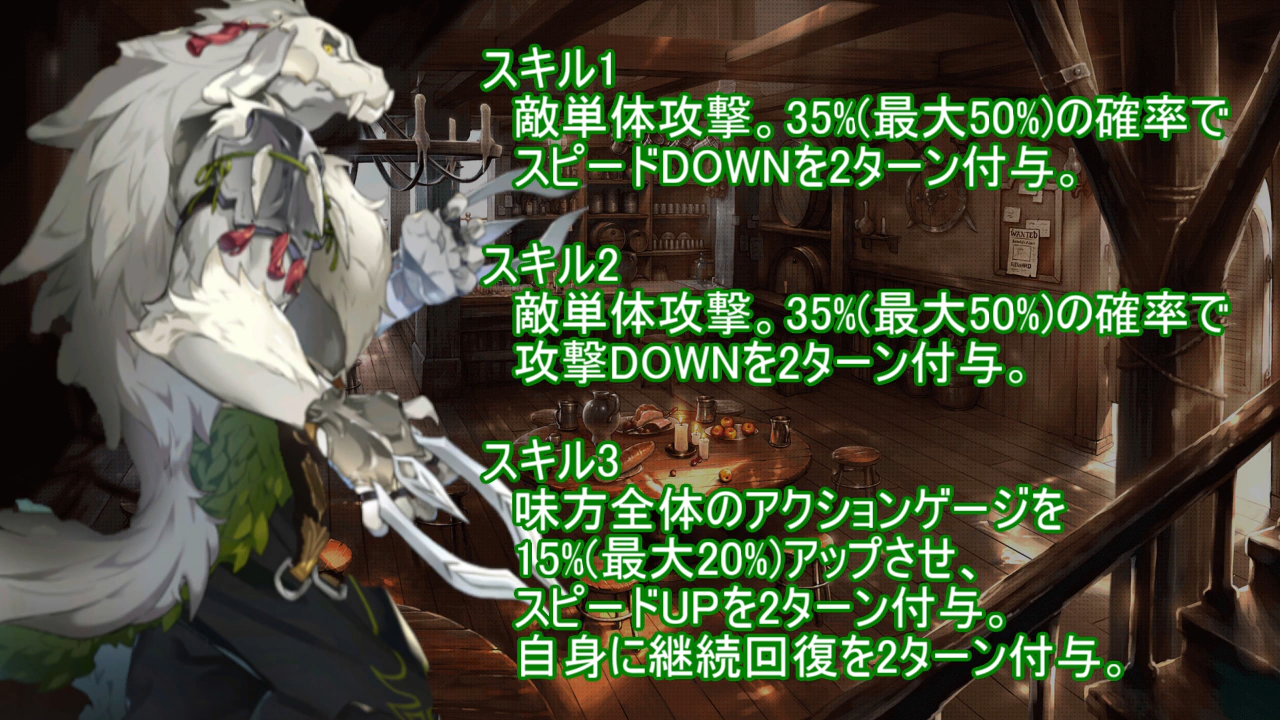 スキル1
敵単体攻撃。35%(最大50%)の確率で
スピードDOWNを2ターン付与。
スキル2
敵単体攻撃。35%(最大50%)の確率で
攻撃DOWNを2ターン付与。
スキル3
味方全体のアクションゲージを
15%(最大20%)アップさせ、
スピードUPを2ターン付与。
自身に継続回復を2ターン付与。
WANTED